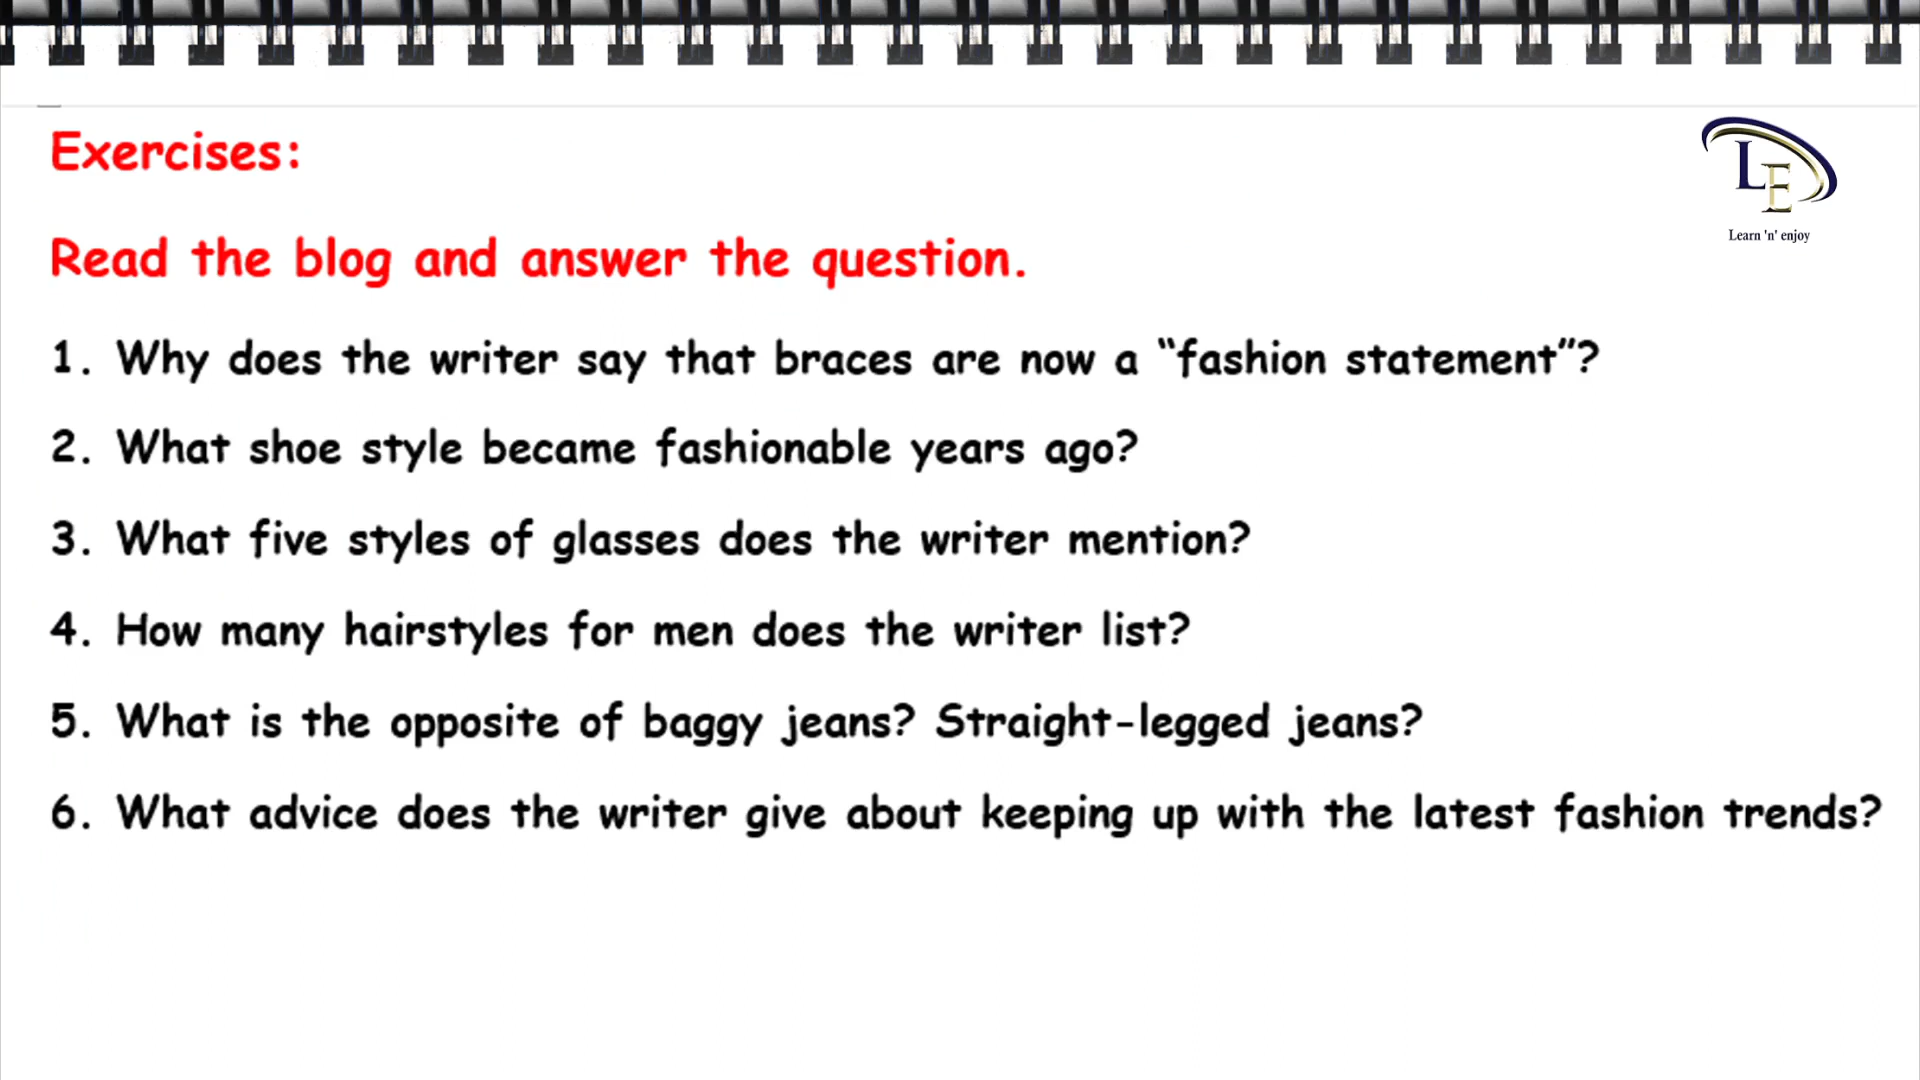 Exercises:
LE
Learn 'n' enjoy
Read the blog and answer the question.
1. Why does the writer say that braces are now a “fashion statement”?
2. What shoe style became fashionable years ago?
3. What five styles of glasses does the writer mention?
4. How many hairstyles for men does the writer list?
5. What is the opposite of baggy jeans? Straight-legged jeans?
6. What advice does the writer give about keeping up with the latest fashion trends?